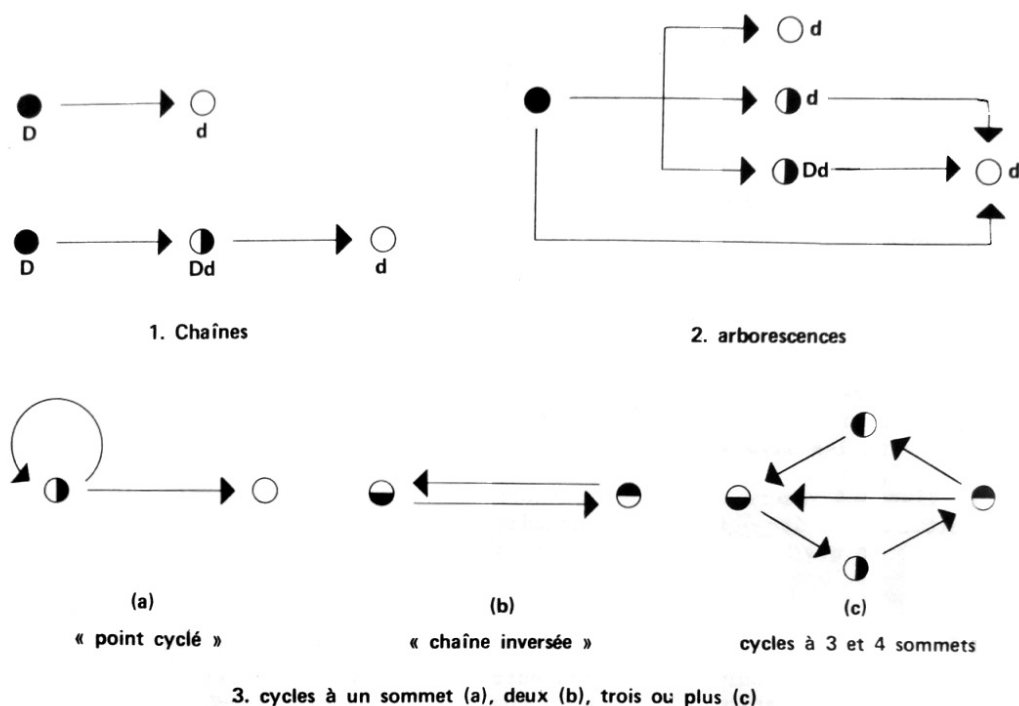 D
d
D
Dd
d
1. Chaînes
d
d
Dd
d
2. arborescences
(a)
« point cyclé »
(b)
« chaîne inversée »
(c)
cycles à 3 et 4 sommets
3. cycles à un sommet (a), deux (b), trois ou plus (c)